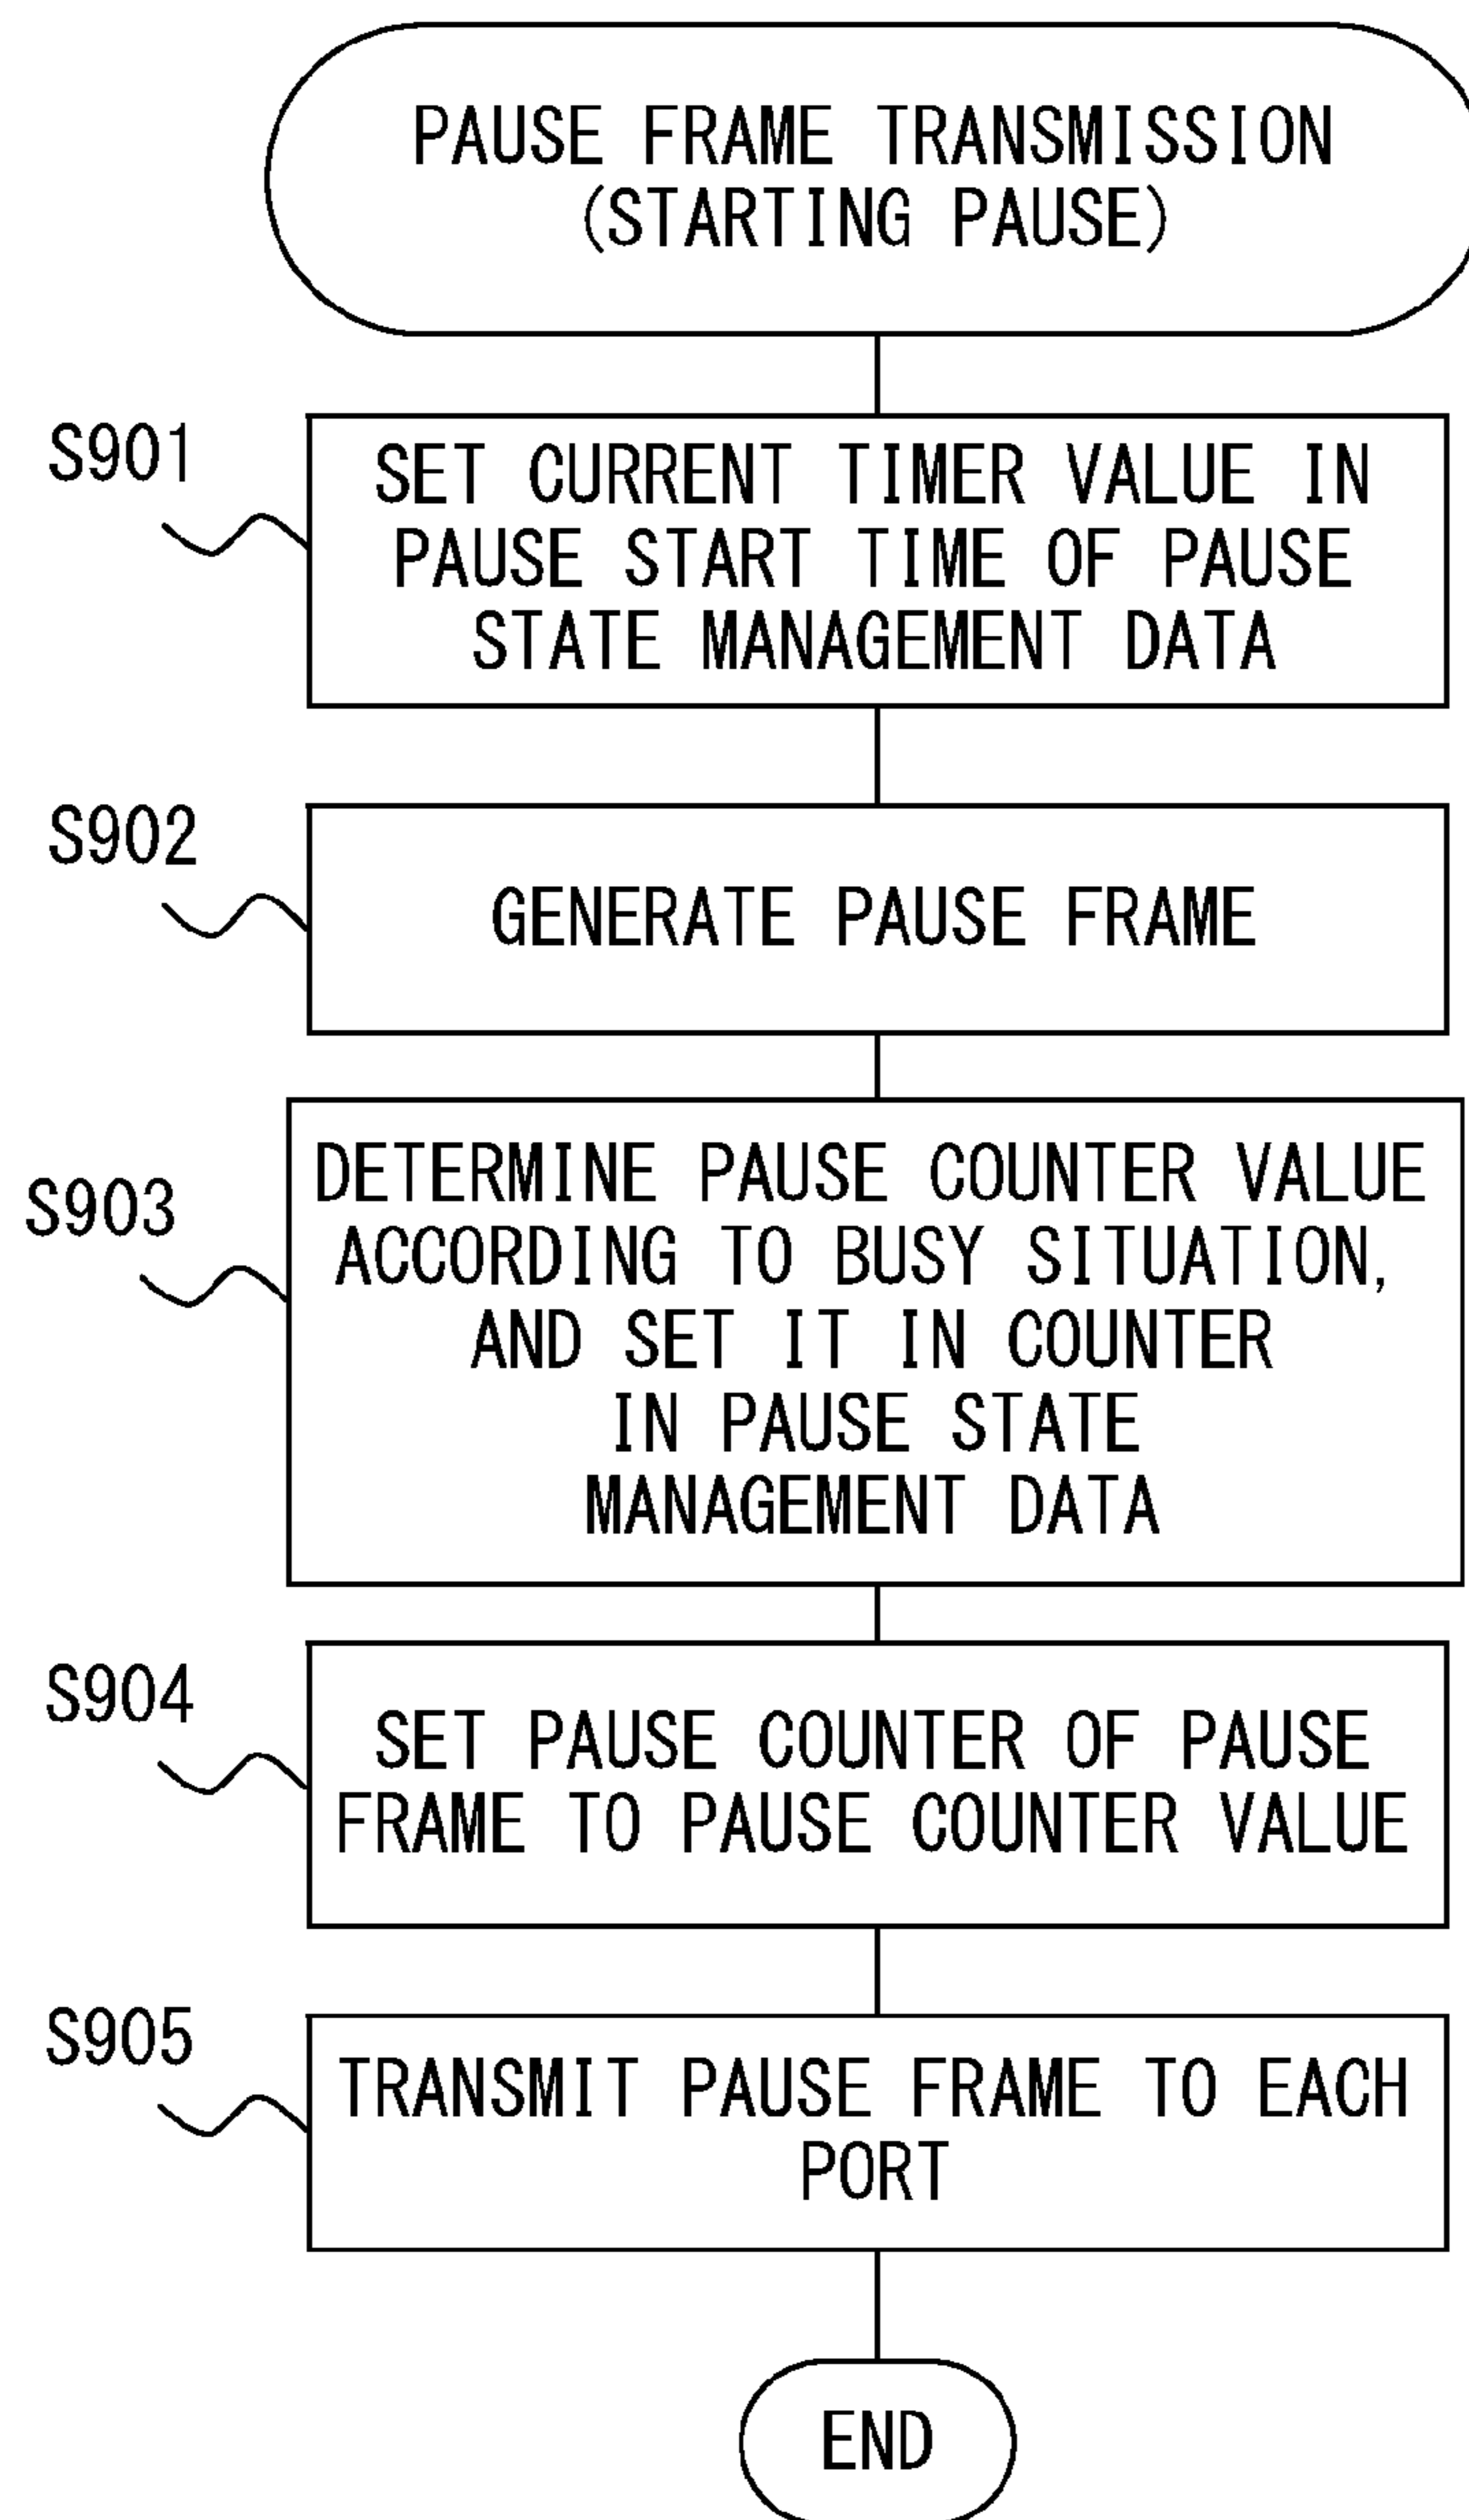 PAUSE FRAME TRANSMISSION
(STARTING PAUSE)
S901
SET CURRENT TIMER VALUE IN
PAUSE START TIME OF PAUSE
STATE MANAGEMENT DATA
S902
GENERATE PAUSE FRAME
S903
DETERMINE PAUSE COUNTER VALUE
ACCORDING TO BUSY SITUATION,
AND SET IT IN COUNTER
IN PAUSE STATE
MANAGEMENT DATA
S904
SET PAUSE COUNTER OF PAUSE
FRAME TO PAUSE COUNTER VALUE
S905
TRANSMIT PAUSE FRAME TO EACH
PORT
END